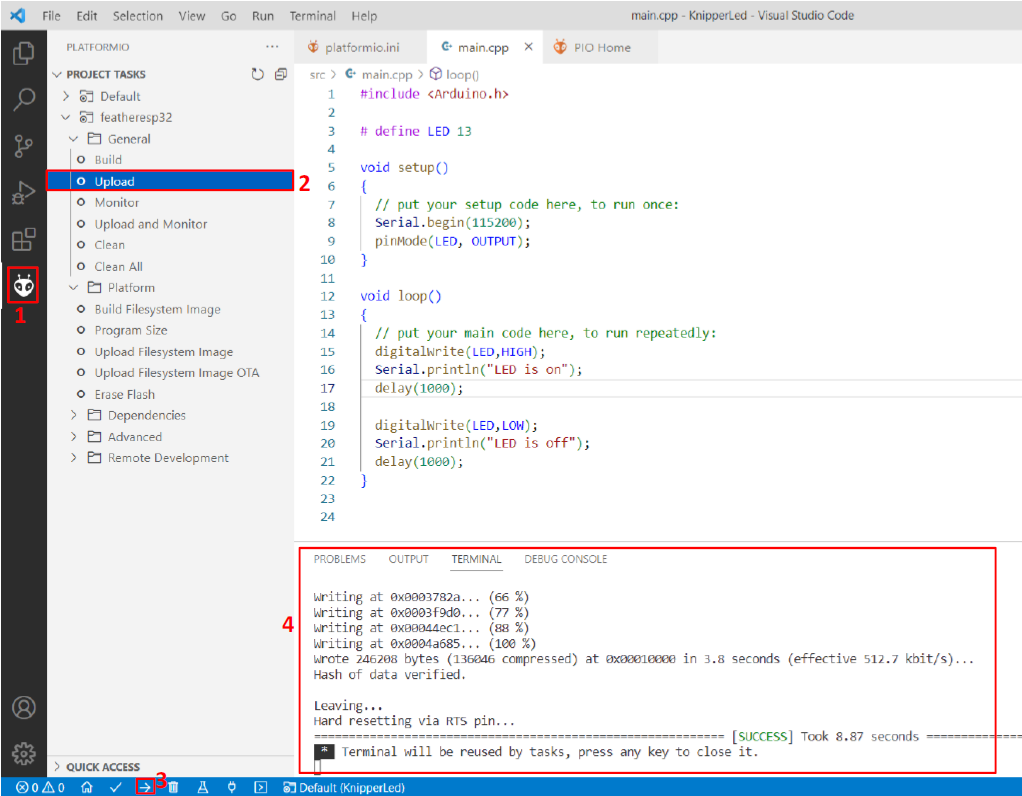 File Edit Selection View Go Run Terminal Help
main.cpp - KnipperLed - Visual Studio Code
PLATFORMIO ...
PROJECT TASKS
Default
featheresp32
General
Build
Upload
2
Monitor
Upload and Monitor
Clean
Clean All
1
Platform
Build Filesystem Image
Program Size
Upload Filesystem Image
Upload Filesystem Image OTA
Erase Flash
Dependencies
Advanced
Remote Development
QUICK ACCESS
platformio.ini main.cpp PIO Home
src > main.cpp > loop()
1 #include <Arduino.h>
2
3 # define LED 13
4
5 void setup()
6 {
7 // put your setup code here, to run once:
8 Serial.begin(115200);
9 pinMode(LED, OUTPUT);
10 }
11
12 void loop()
13 {
14 // put your main code here, to run repeatedly:
15 digitalWrite(LED,HIGH);
16 Serial.println("LED is on");
17 delay(1000);
18
19 digitalWrite(LED,LOW);
20 Serial.println("LED is off");
21 delay(1000);
22 }
23
24
4
PROBLEMS OUTPUT TERMINAL DEBUG CONSOLE
Writing at 0x0003782a... (66 %)
Writing at 0x0003f9d0... (77 %)
Writing at 0x00044ec1... (88 %)
Writing at 0x0004a685... (100 %)
Wrote 246208 bytes (136046 compressed) at 0x00010000 in 3.8 seconds (effective 512.7 kbit/s)...
Hash of data verified.
Leaving...
Hard resetting via RTS pin...
[SUCCESS] Took 8.87 seconds
* Terminal will be reused by tasks, press any key to close it.
3
0 0 Default (KnipperLed)